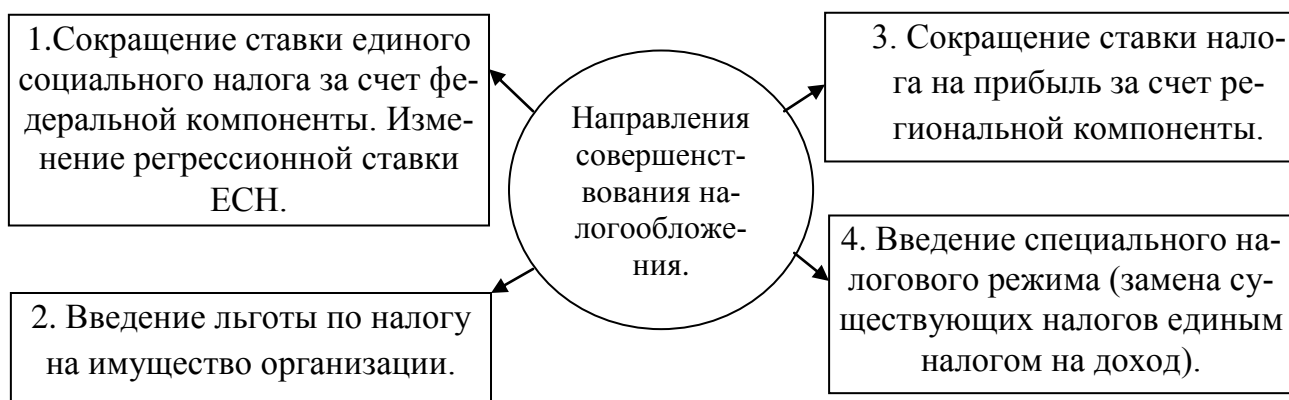 1.Сокращение ставки единого
социального налога за счет фе-
деральной компоненты. Изме-
нение регрессионной ставки
ЕСН.
2. Введение льготы по налогу
на имущество организации.
Направления
совершенст-
вования на-
логообложе-
ния.
3. Сокращение ставки нало-
га на прибыль за счет ре-
гиональной компоненты.
4. Введение специального на-
логового режима (замена су-
ществующих налогов единым
налогом на доход).